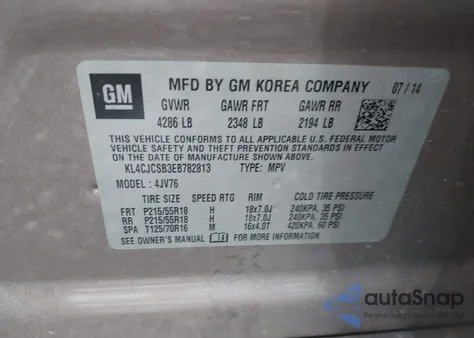 GM
MFD BY GM KOREA COMPANY 07/14
GVWR GAWR FRT GAWR RR
4286 LB 2348 LB 2194 LB
THIS VEHICLE CONFORMS TO ALL APPLICABLE U.S. FEDERAL MOTOR
VEHICLE SAFETY STANDARDS IN EFFECT ON THE DATE OF
MANUFACTURE SHOWN ABOVE.
KL4CJCSB3EB782813 TYPE: MPV
MODEL : 4JV76
TIRE SIZE SPEED RTG RIM COLD TIRE PRESSURE
FRT P215/55R18 H 18x7.0J 240KPA, 35 PSI
RR P215/55R18 H 18x7.0J 240KPA, 35 PSI
SPA T125/70R16 M 16x4.0T 420KPA, 60 PSI
SEE OWNER'S MANUAL FOR MORE INFORMATION.
autoSnap